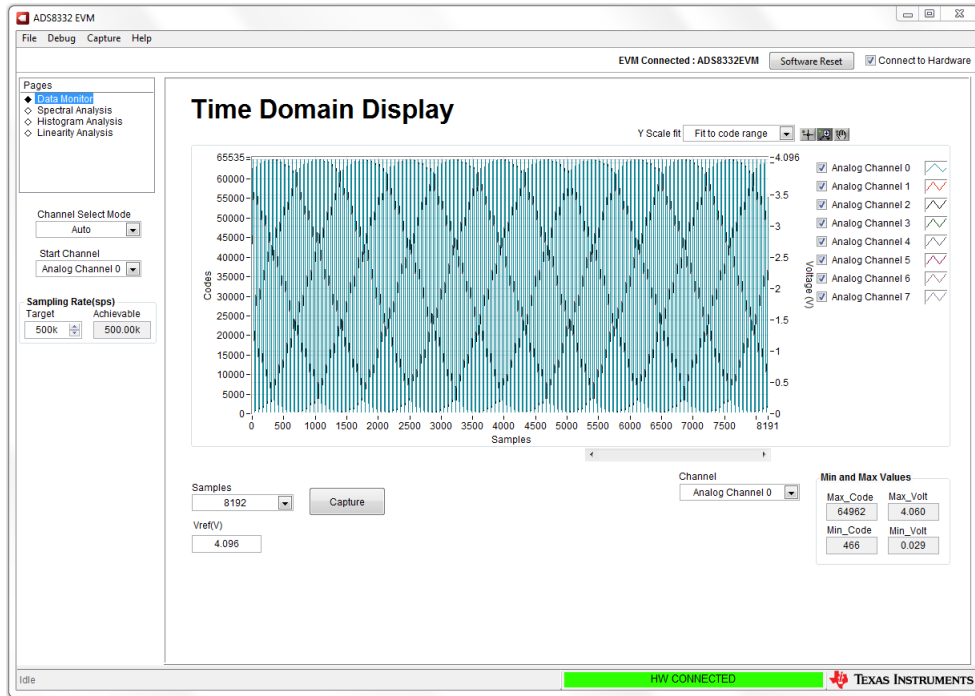 ADS8332 EVM
File Debug Capture Help
EVM Connected : ADS8332EVM Software Reset Connect to Hardware
Pages
Data Monitor
Spectral Analysis
Histogram Analysis
Linearity Analysis
Channel Select Mode
Auto
Start Channel
Analog Channel 0
Sampling Rate(sps)
Target Achievable
500k 500.00k
Time Domain Display
Y Scale fit Fit to code range
65535
60000
55000
50000
45000
40000
35000
30000
25000
20000
15000
10000
5000
0
Codes
4.096
3.5
3
2.5
2
1.5
1
0.5
0
Voltage (V)
0 500 1000 1500 2000 2500 3000 3500 4000 4500 5000 5500 6000 6500 7000 7500 8191
Samples
Analog Channel 0
Analog Channel 1
Analog Channel 2
Analog Channel 3
Analog Channel 4
Analog Channel 5
Analog Channel 6
Analog Channel 7
Samples
8192
Capture
Vref(V)
4.096
Channel
Analog Channel 0
Min and Max Values
Max_Code Max_Volt
64962 4.060
Min_Code Min_Volt
466 0.029
Idle
HW CONNECTED
TEXAS INSTRUMENTS